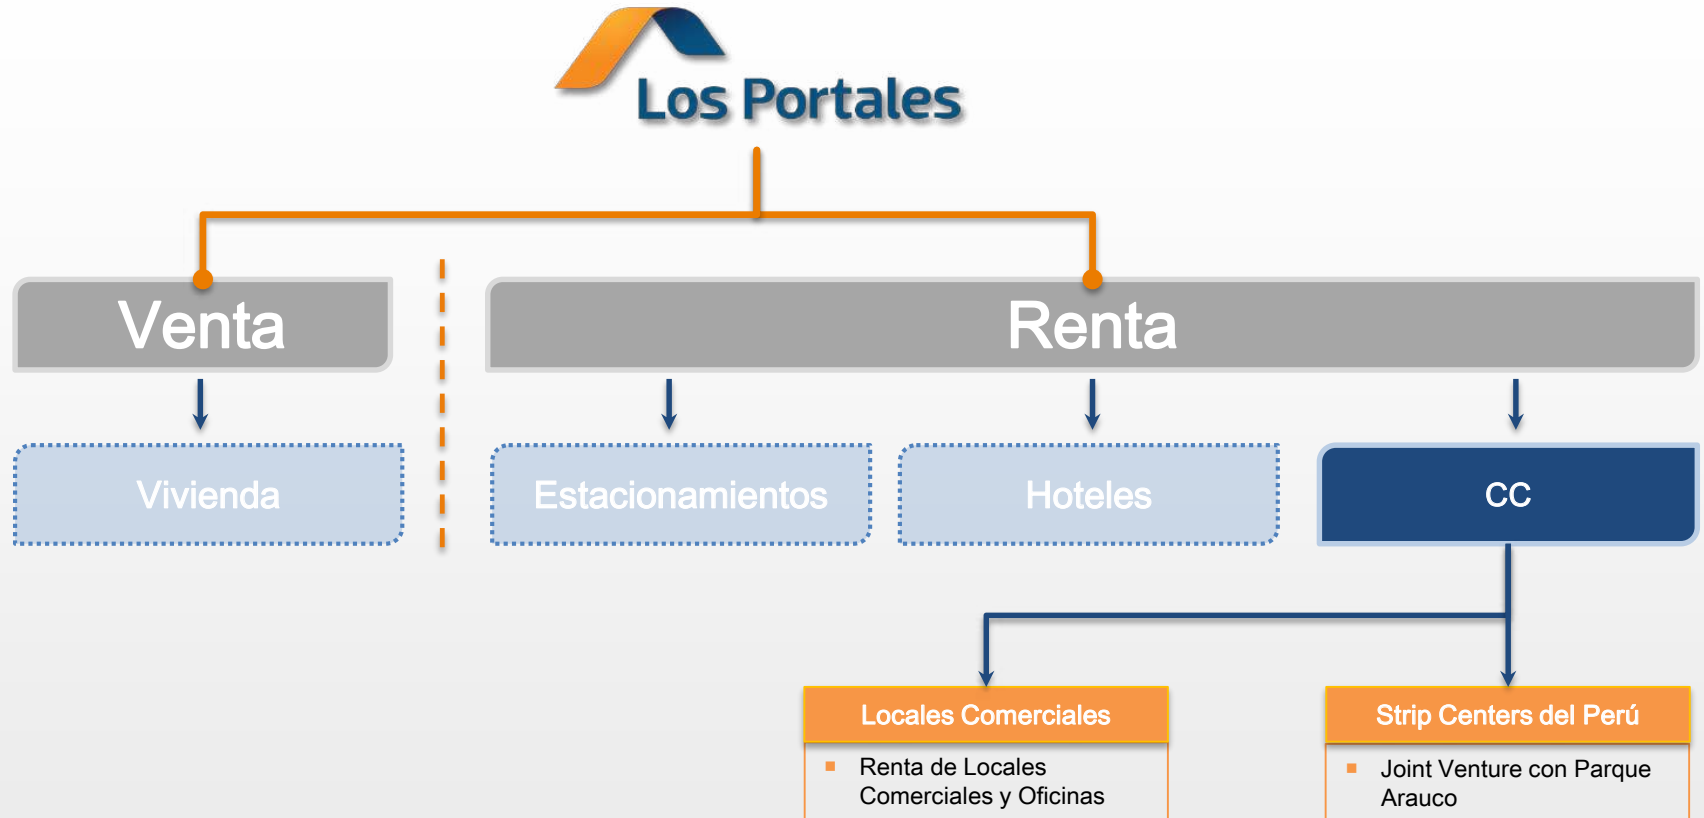 Los Portales
Venta
Renta
Vivienda
Estacionamientos
Hoteles
CC
Locales Comerciales
Strip Centers del Perú
▪ Renta de Locales
Comerciales y Oficinas
▪ Joint Venture con Parque
Arauco